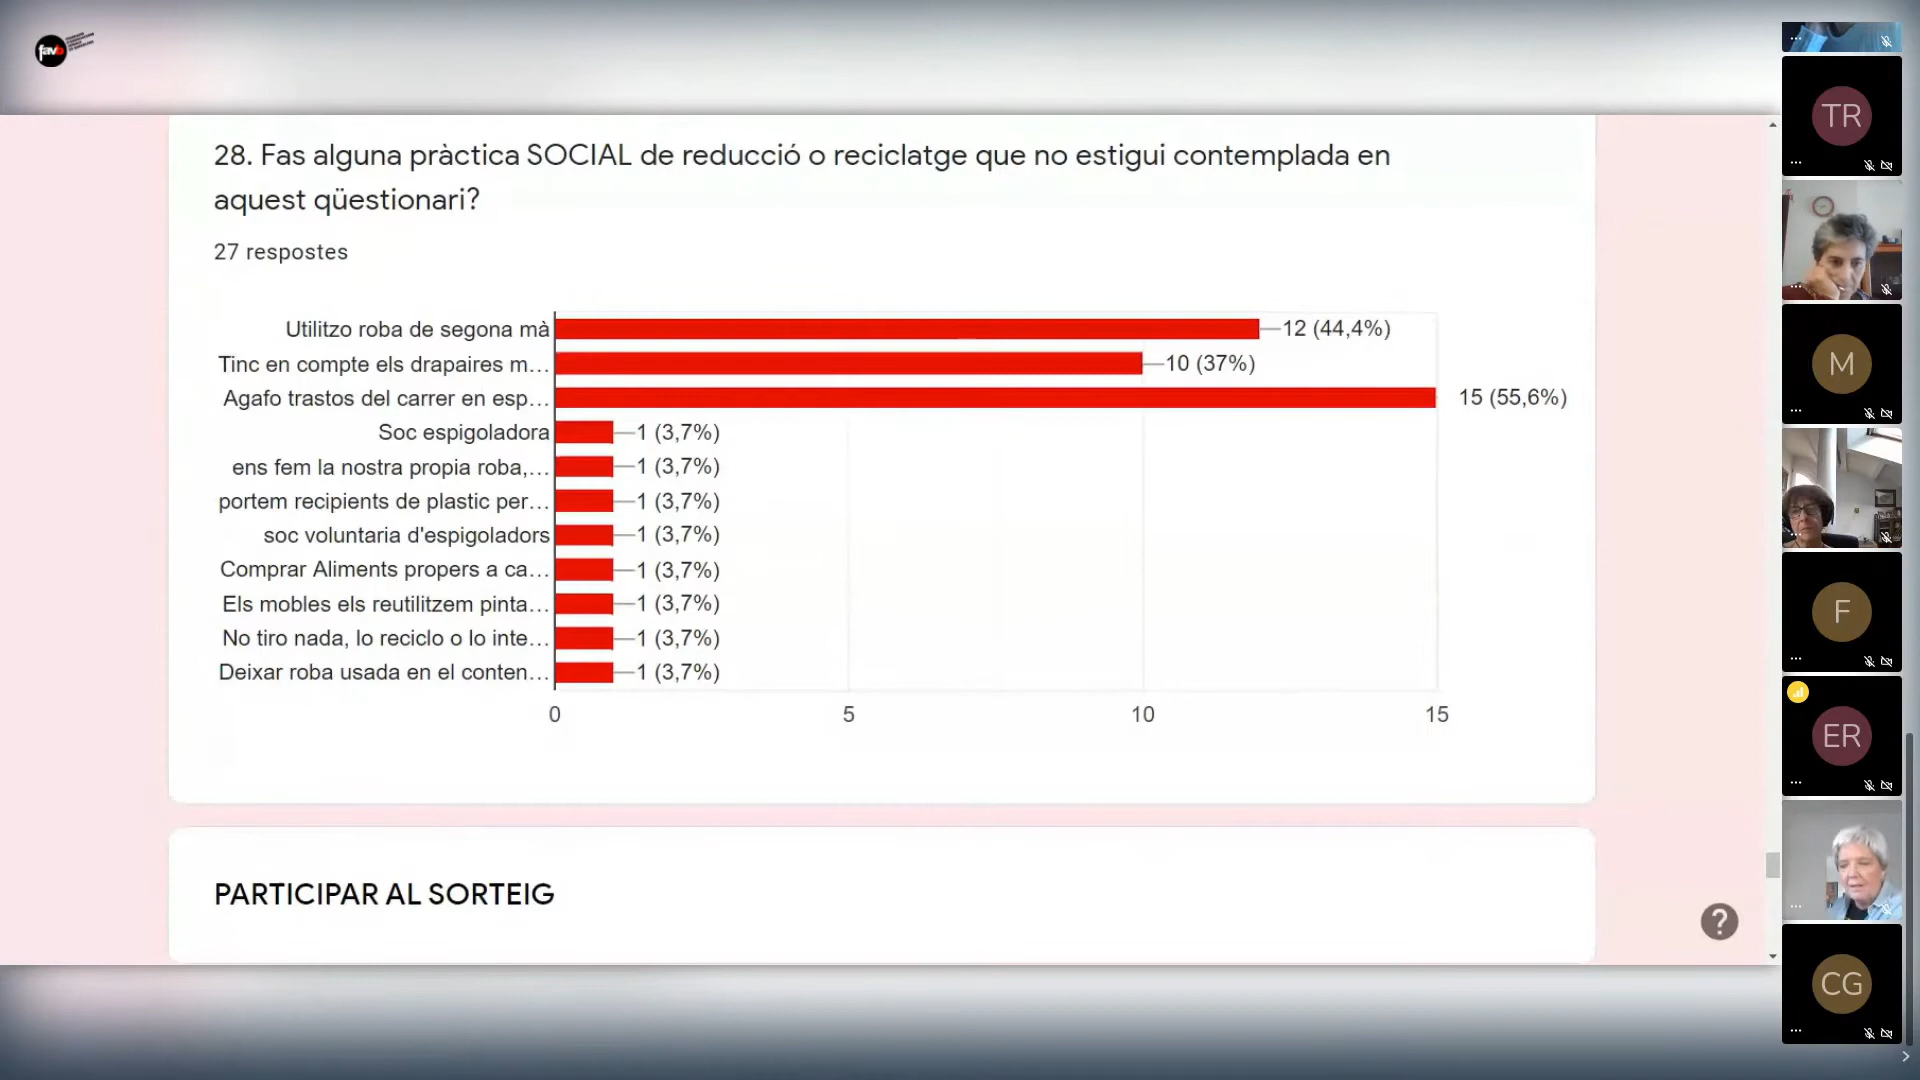 favb
28. Fas alguna pràctica SOCIAL de reducció o reciclatge que no estigui contemplada en
aquest qüestionari?
27 respostes
Utilitzo roba de segona mà 12 (44,4%)
Tinc en compte els drapaires m... 10 (37%)
Agafo trastos del carrer en esp... 15 (55,6%)
Soc espigoladora 1 (3,7%)
ens fem la nostra propia roba,... 1 (3,7%)
portem recipients de plastic per... 1 (3,7%)
soc voluntaria d'espigoladors 1 (3,7%)
Comprar Aliments propers a ca... 1 (3,7%)
Els mobles els reutilitzem pinta... 1 (3,7%)
No tiro nada, lo reciclo o lo inte... 1 (3,7%)
Deixar roba usada en el conten... 1 (3,7%)
0 5 10 15
PARTICIPAR AL SORTEIG
?
TR
M
F
ER
CG